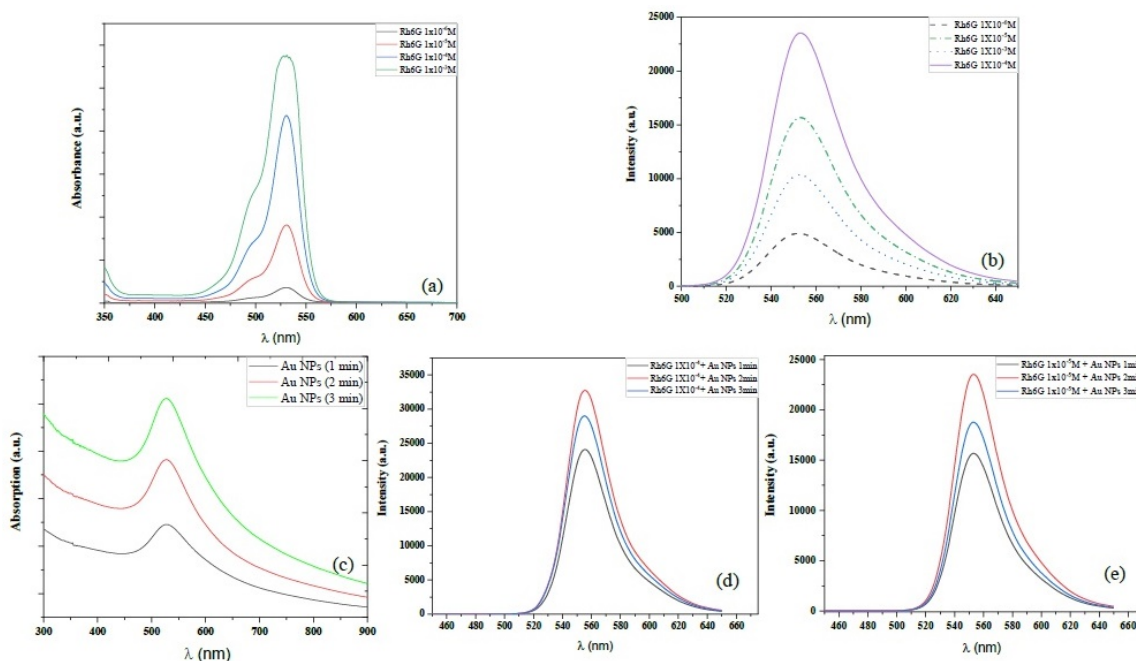 Rh6G 1x10⁻⁶M
Rh6G 1x10⁻⁵M
Rh6G 1x10⁻⁴M
Rh6G 1x10⁻³M
Absorbance (a.u.)
(a)
350 400 450 500 550 600 650 700
λ (nm)
25000
20000
15000
10000
5000
0
Rh6G 1X10⁻⁶M
Rh6G 1X10⁻⁵M
Rh6G 1X10⁻³M
Rh6G 1X10⁻⁴M
Intensity (a.u.)
(b)
500 520 540 560 580 600 620 640
λ (nm)
Au NPs (1 min)
Au NPs (2 min)
Au NPs (3 min)
Absorption (a.u.)
(c)
300 400 500 600 700 800 900
λ (nm)
35000
30000
25000
20000
15000
10000
5000
0
Rh6G 1X10⁻⁴+ Au NPs 1min
Rh6G 1X10⁻⁴+ Au NPs 2min
Rh6G 1X10⁻⁴+ Au NPs 3min
Intensity (a.u.)
(d)
460 480 500 520 540 560 580 600 620 640 660
λ (nm)
25000
20000
15000
10000
5000
0
Rh6G 1x10⁻⁵M + Au NPs 1min
Rh6G 1x10⁻⁵M + Au NPs 2min
Rh6G 1x10⁻⁵M + Au NPs 3min
Intensity (a.u.)
(e)
460 480 500 520 540 560 580 600 620 640 660
λ (nm)